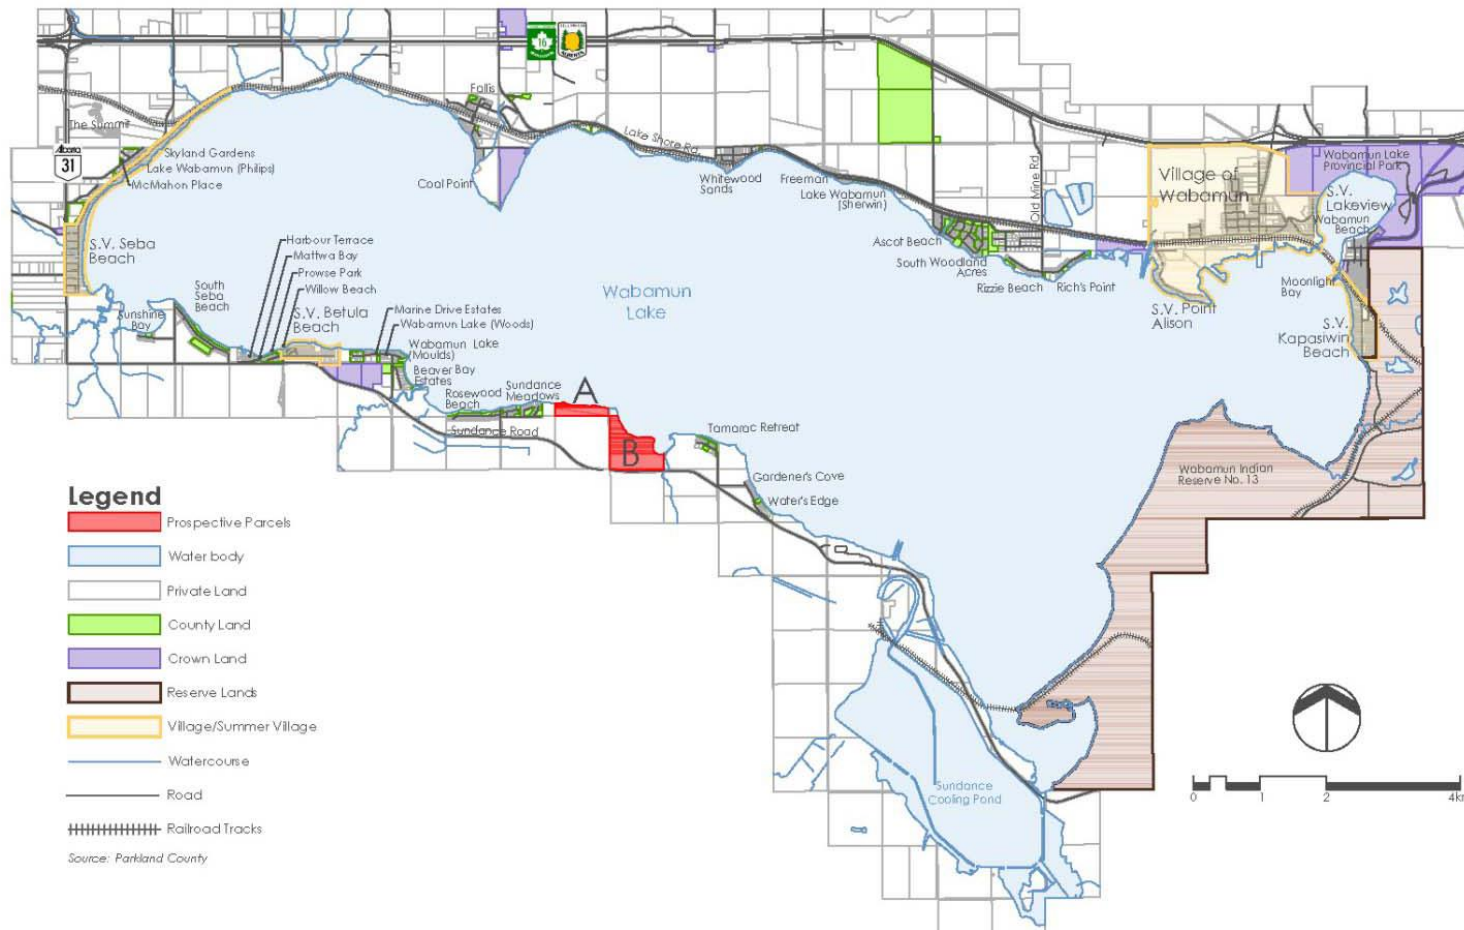 16
The Summit
Alberta
31
Skyland Gardens
Lake Wabamun (Philips)
McMahon Place
S.V. Seba
Beach
Fallis
Coal Point
Lake Shore Rd
Whitewood
Sands
Freeman
Lake Wabamun
(Sherwin)
Old Mine Rd
Ascot Beach
South Woodland
Acres
Rizzie Beach
Rich's Point
Village of
Wabamun
Wabamun Lake
Provincial Park
S.V.
Lakeview
Wabamun
Beach
Moonlight
Bay
S.V. Point
Alison
S.V.
Kapasiwin
Beach
Harbour Terrace
Mattwa Bay
Prowse Park
Willow Beach
S.V. Betula
Beach
South
Seba
Beach
Sunshine
Bay
Marine Drive Estates
Wabamun Lake (Woods)
Wabamun Lake
(Moulds)
Beaver Bay
Estates
Rosewood
Beach
Sundance
Meadows
Sundance Road
Wabamun
Lake
A
B
Tamarac Retreat
Gardener's Cove
Water's Edge
Wabamun Indian
Reserve No. 13
Sundance
Cooling Pond
Legend
Prospective Parcels
Water body
Private Land
County Land
Crown Land
Reserve Lands
Village/Summer Village
Watercourse
Road
Railroad Tracks
Source: Parkland County
0 1 2 4km